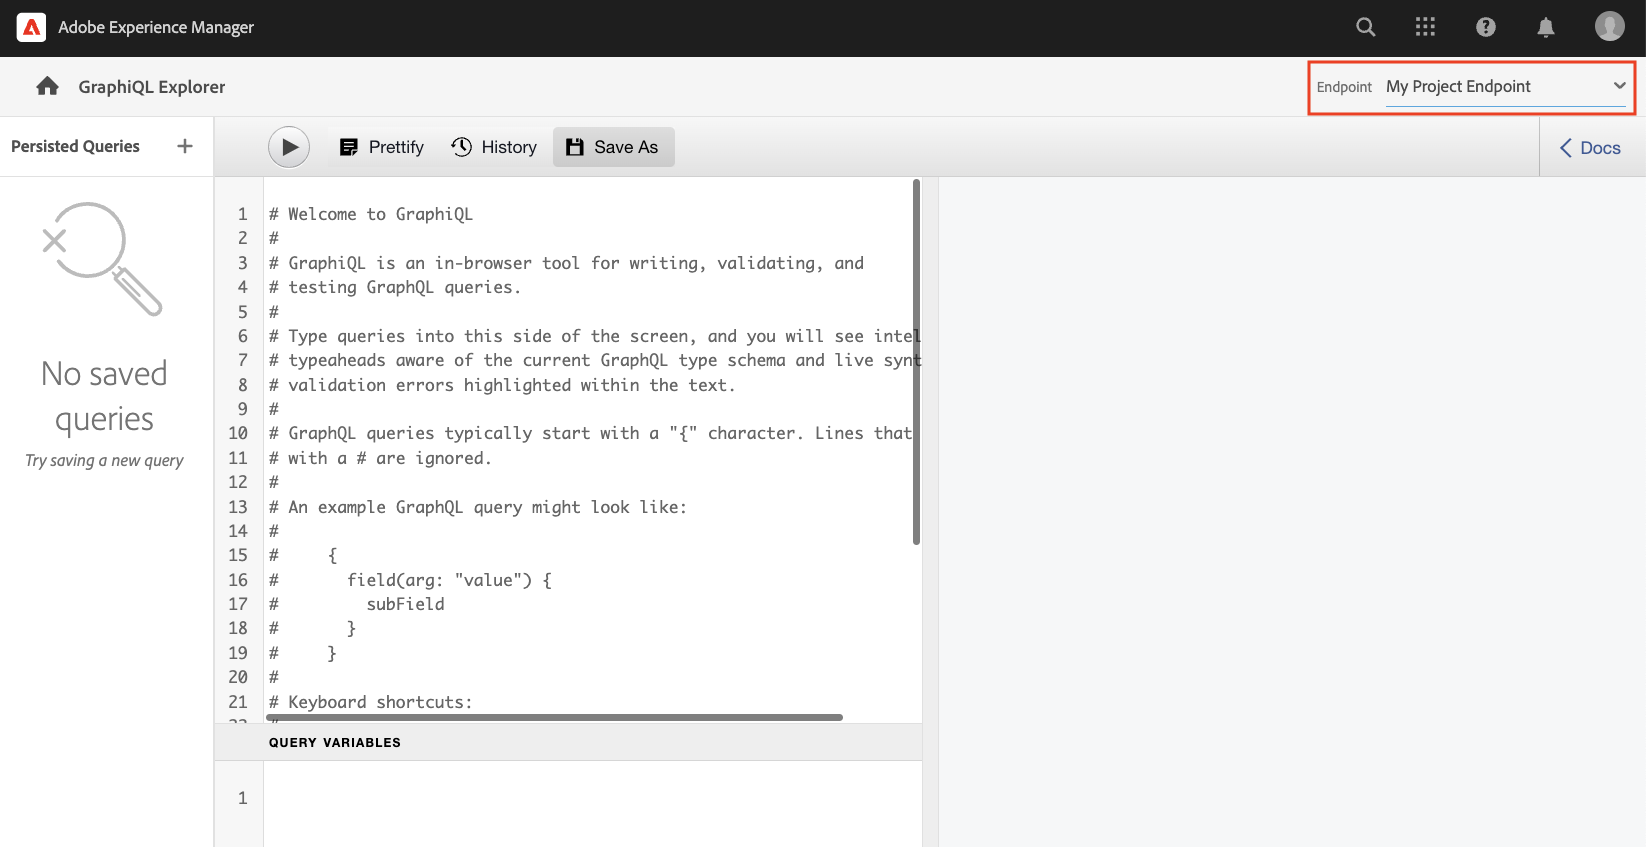 Adobe Experience Manager
GraphiQL Explorer
Endpoint My Project Endpoint
Persisted Queries +
Prettify History Save As
Docs
No saved
queries
Try saving a new query
1 # Welcome to GraphiQL
2 #
3 # GraphiQL is an in-browser tool for writing, validating, and
4 # testing GraphQL queries.
5 #
6 # Type queries into this side of the screen, and you will see intel
7 # typeaheads aware of the current GraphQL type schema and live synt
8 # validation errors highlighted within the text.
9 #
10 # GraphQL queries typically start with a "{" character. Lines that
11 # with a # are ignored.
12 #
13 # An example GraphQL query might look like:
14 #
15 #     {
16 #       field(arg: "value") {
17 #         subField
18 #       }
19 #     }
20 #
21 # Keyboard shortcuts:
QUERY VARIABLES
1